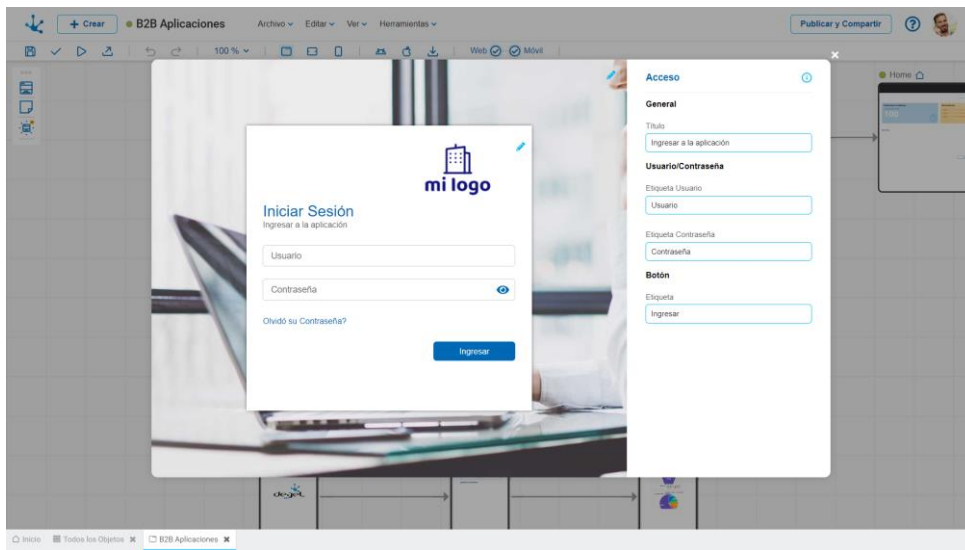 Crear
B2B Aplicaciones
Archivo
Editar
Ver
Herramientas
Publicar y Compartir
100 %
Web
Móvil
Home
mi logo
Iniciar Sesión
Ingresar a la aplicación
Usuario
Contraseña
Olvidó su Contraseña?
Ingresar
Acceso
General
Título
Ingresar a la aplicación
Usuario/Contraseña
Etiqueta Usuario
Usuario
Etiqueta Contraseña
Contraseña
Botón
Etiqueta
Ingresar
deyel
Inicio
Todos los Objetos
B2B Aplicaciones